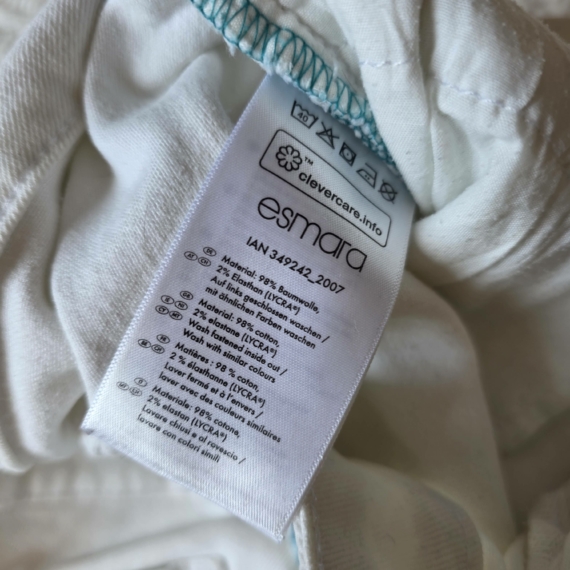 40
™
clevercare.info
esmara
IAN 349242_2007
Material: 98% Baumwolle,
2% Elasthan (LYCRA®)
Auf links geschlossen waschen /
mit ähnlichen Farben waschen
Material: 98% cotton,
2% elastane (LYCRA®)
Wash fastened inside out /
Wash with similar colours
Matières : 98 % coton,
2 % élasthanne (LYCRA®)
Laver fermé et à l'envers /
laver avec des couleurs similaires
Materiale: 98% cotone,
2% elastan (LYCRA®)
Lavare chiusi e al rovescio /
lavare con colori simili